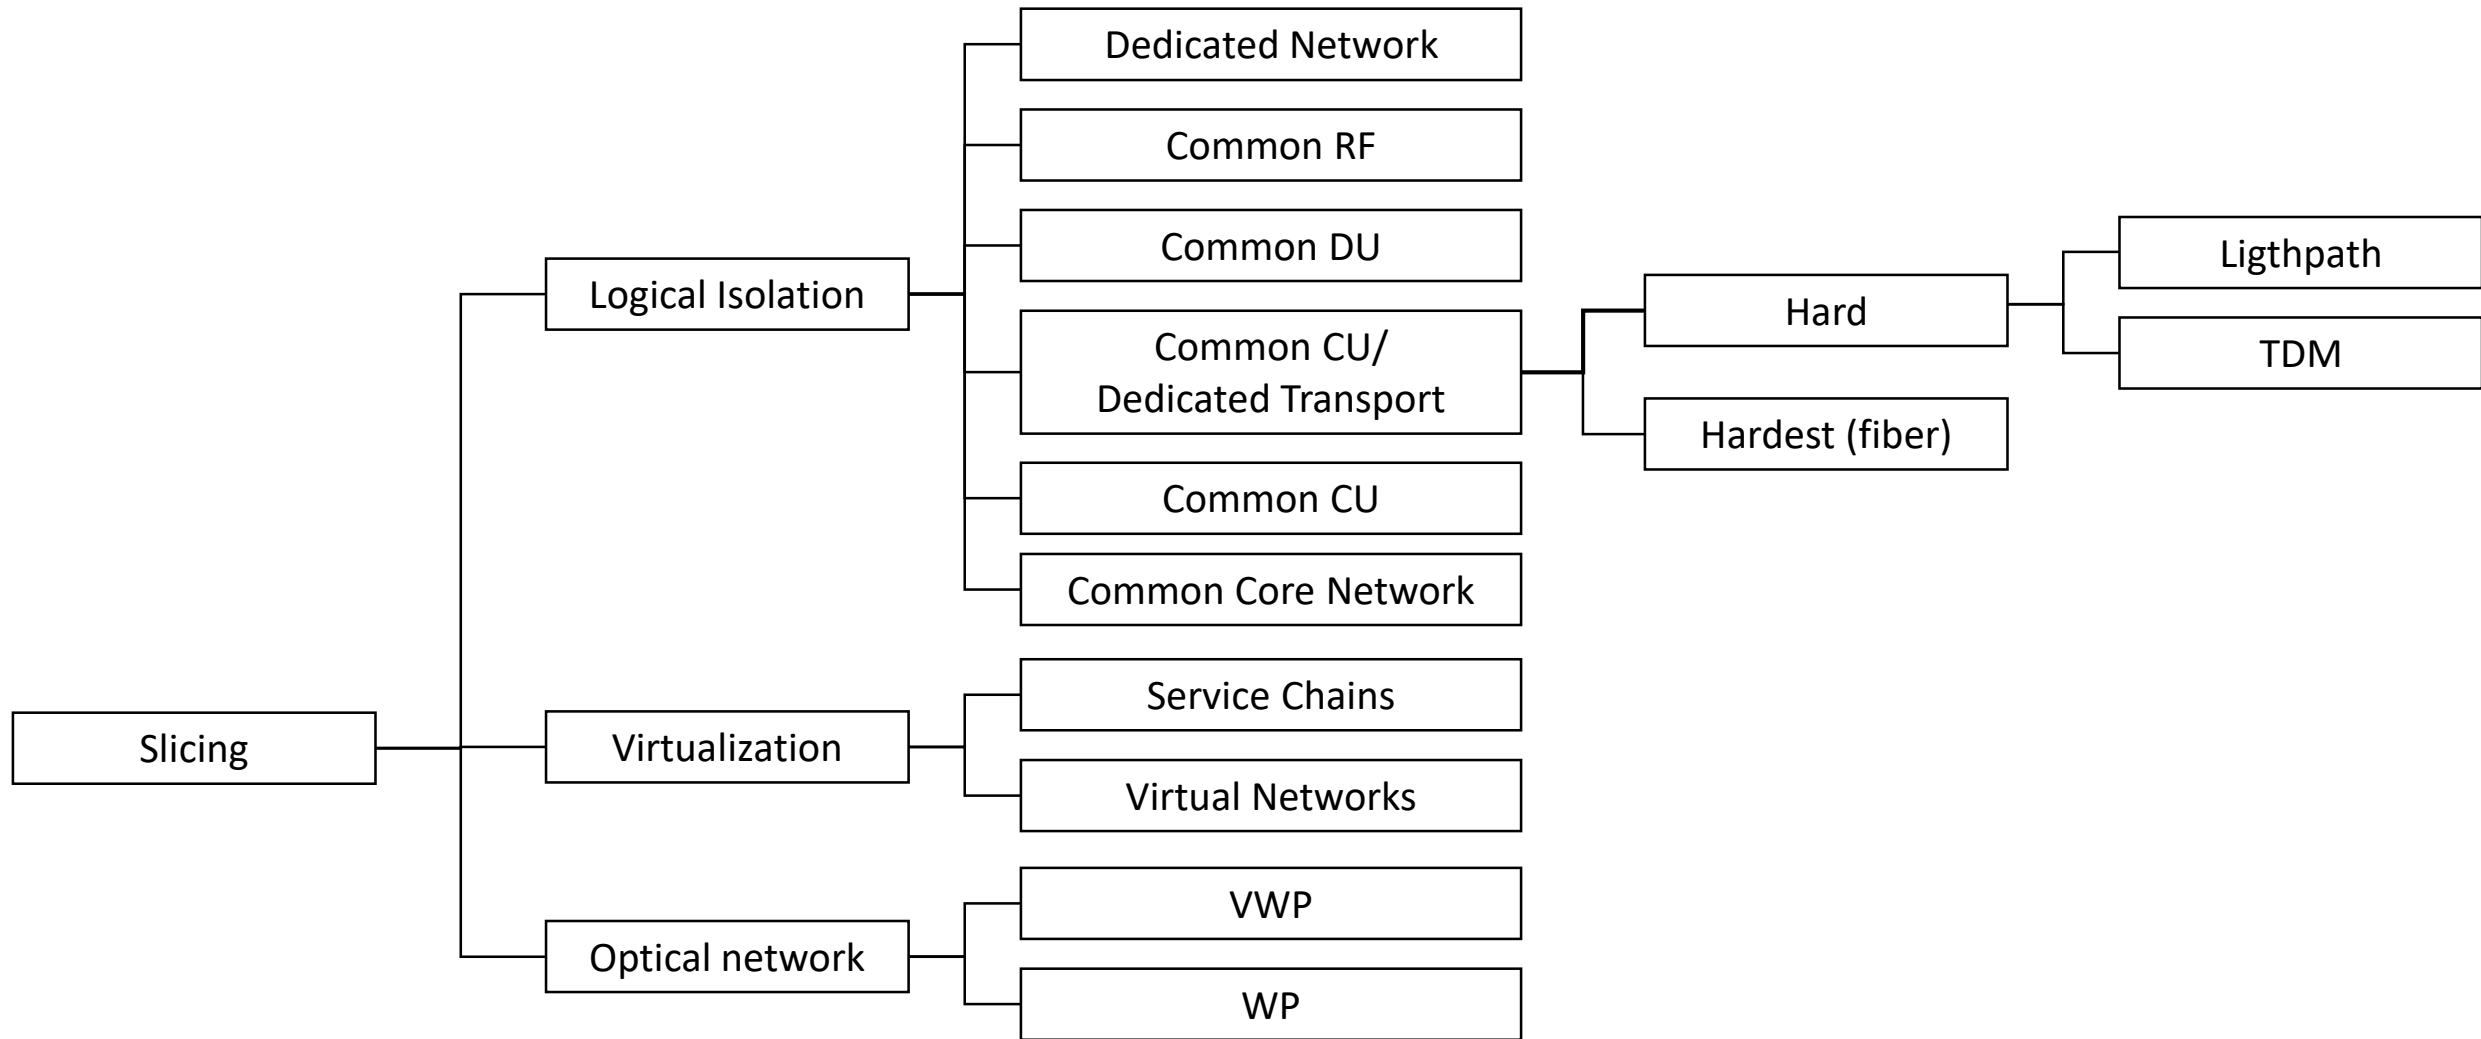 Dedicated Network
Common RF
Common DU
Ligthpath
Logical Isolation
Hard
Common CU/
Dedicated Transport
TDM
Hardest (fiber)
Common CU
Common Core Network
Service Chains
Slicing
Virtualization
Virtual Networks
VWP
Optical network
WP